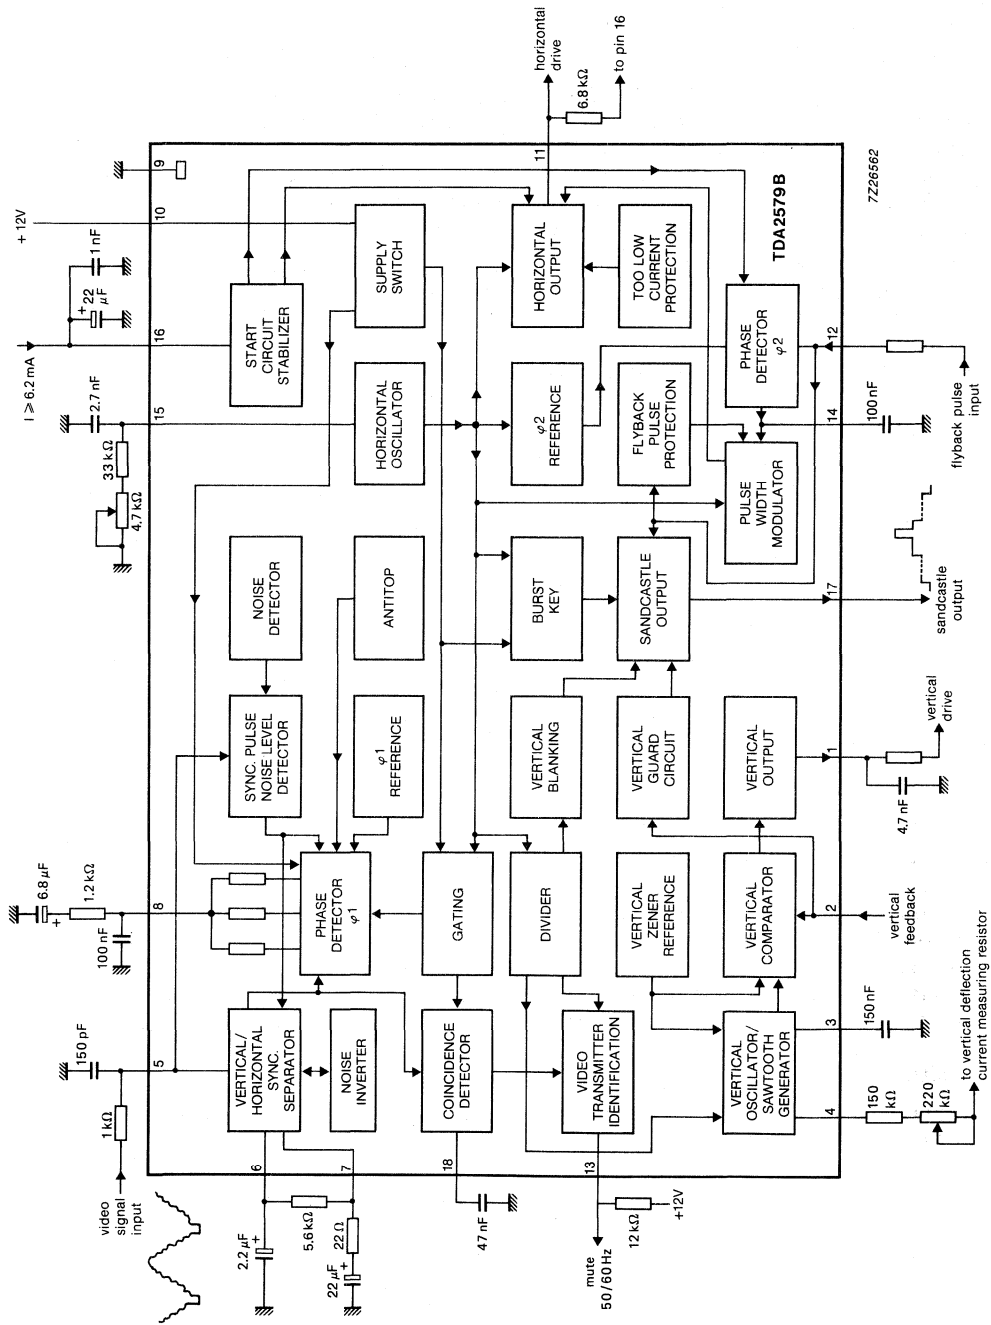 horizontal
drive
to pin 16
6.8 kΩ
11
9
10
+ 12V
1 nF
+22
μF
16
I ⩾ 6.2 mA
START
CIRCUIT
STABILIZER
SUPPLY
SWITCH
HORIZONTAL
OUTPUT
TOO LOW
CURRENT
PROTECTION
TDA2579B
7Z26562
2.7 nF
15
33 kΩ
4.7 kΩ
HORIZONTAL
OSCILLATOR
φ2
REFERENCE
FLYBACK
PULSE
PROTECTION
PHASE
DETECTOR
φ2
12
flyback pulse
input
14
100 nF
PULSE
WIDTH
MODULATOR
NOISE
DETECTOR
ANTITOP
BURST
KEY
SANDCASTLE
OUTPUT
17
sandcastle
output
SYNC. PULSE
NOISE LEVEL
DETECTOR
φ1
REFERENCE
VERTICAL
BLANKING
VERTICAL
GUARD
CIRCUIT
VERTICAL
OUTPUT
1
vertical
drive
4.7 nF
6.8 μF
+
1.2 kΩ
8
100 nF
PHASE
DETECTOR
φ1
GATING
DIVIDER
VERTICAL
ZENER
REFERENCE
VERTICAL
COMPARATOR
2
vertical
feedback
150 pF
5
1 kΩ
video
signal
input
VERTICAL/
HORIZONTAL
SYNC.
SEPARATOR
NOISE
INVERTER
COINCIDENCE
DETECTOR
VIDEO
TRANSMITTER
IDENTIFICATION
VERTICAL
OSCILLATOR/
SAWTOOTH
GENERATOR
3
150 nF
4
150
kΩ
220
kΩ
to vertical deflection
current measuring resistor
6
7
18
13
2.2 μF
+
5.6 kΩ
22 Ω
22 μF
+
47 nF
12 kΩ
+12V
mute
50/60 Hz